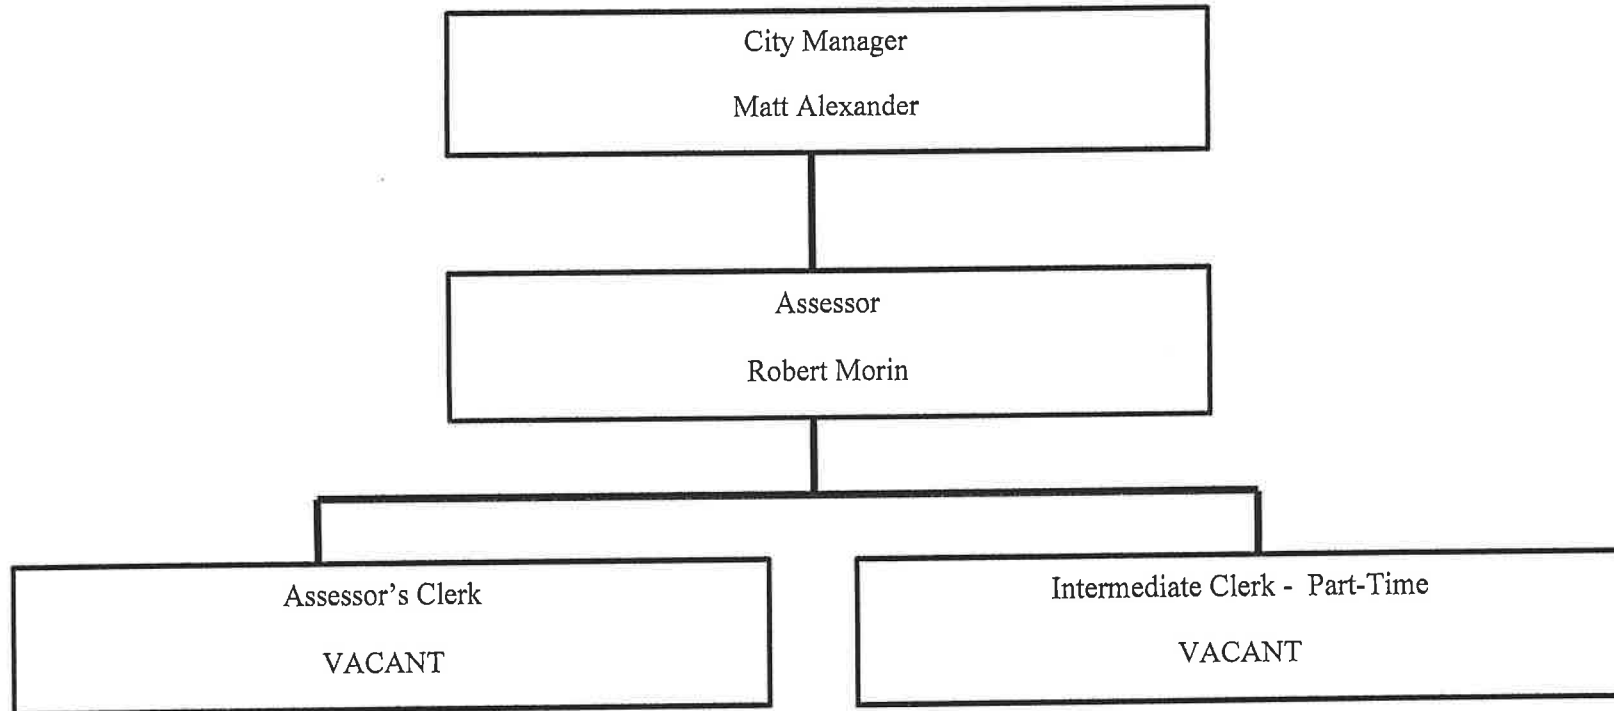 City Manager
Matt Alexander
Assessor
Robert Morin
Assessor’s Clerk
VACANT
Intermediate Clerk - Part-Time
VACANT